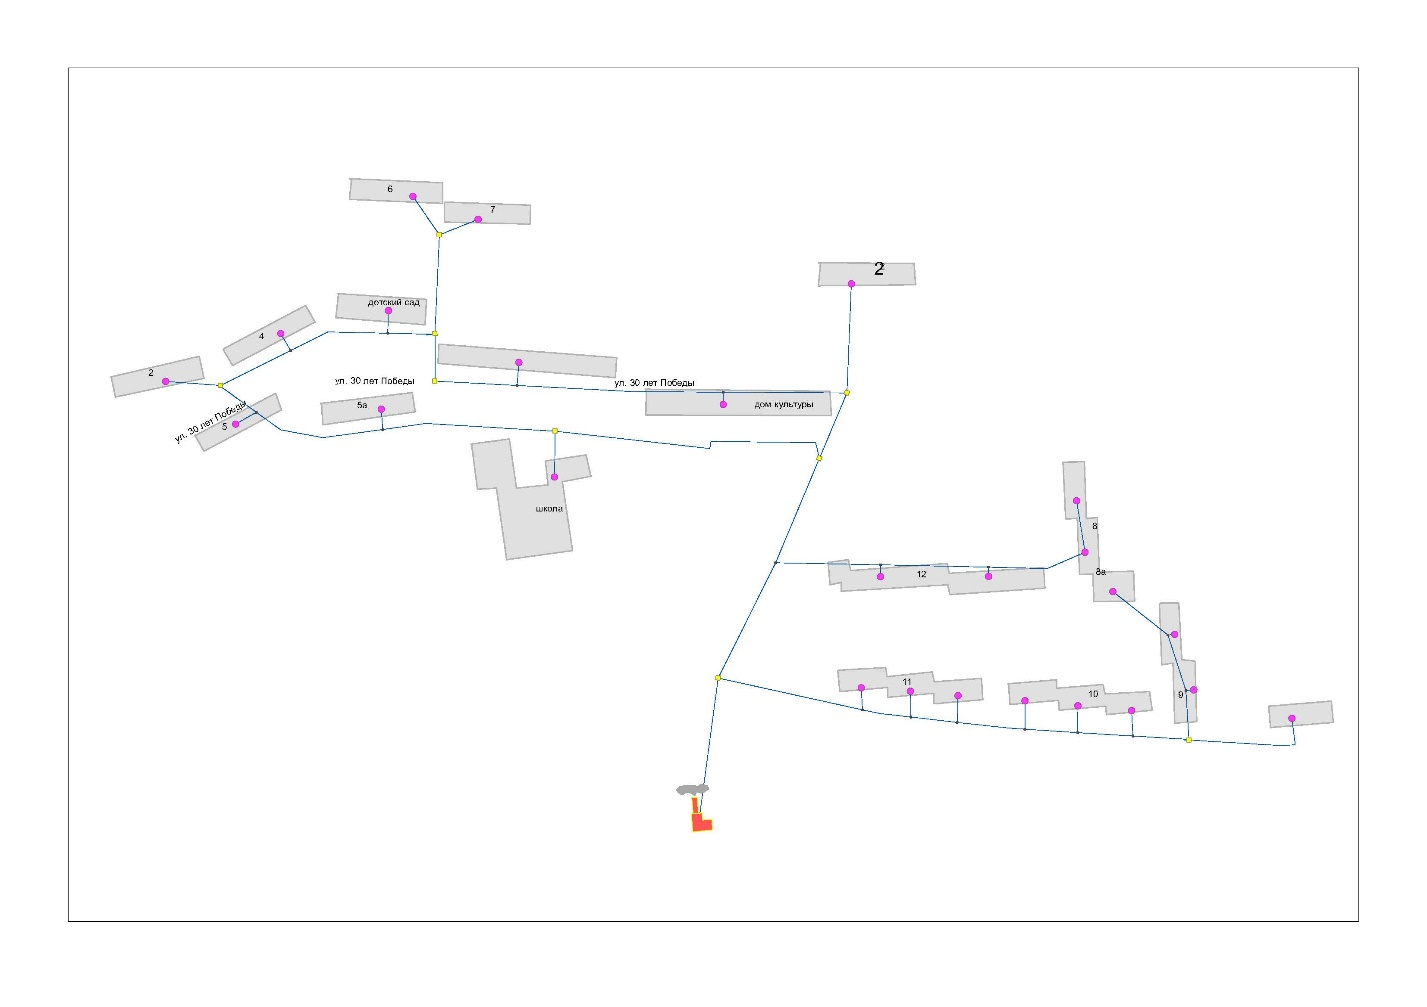 6
7
2
детский сад
4
2
ул. 30 лет Победы
ул. 30 лет Победы
5а
дом культуры
ул. 30 лет Победы
5
школа
8
8а
12
11
10
9